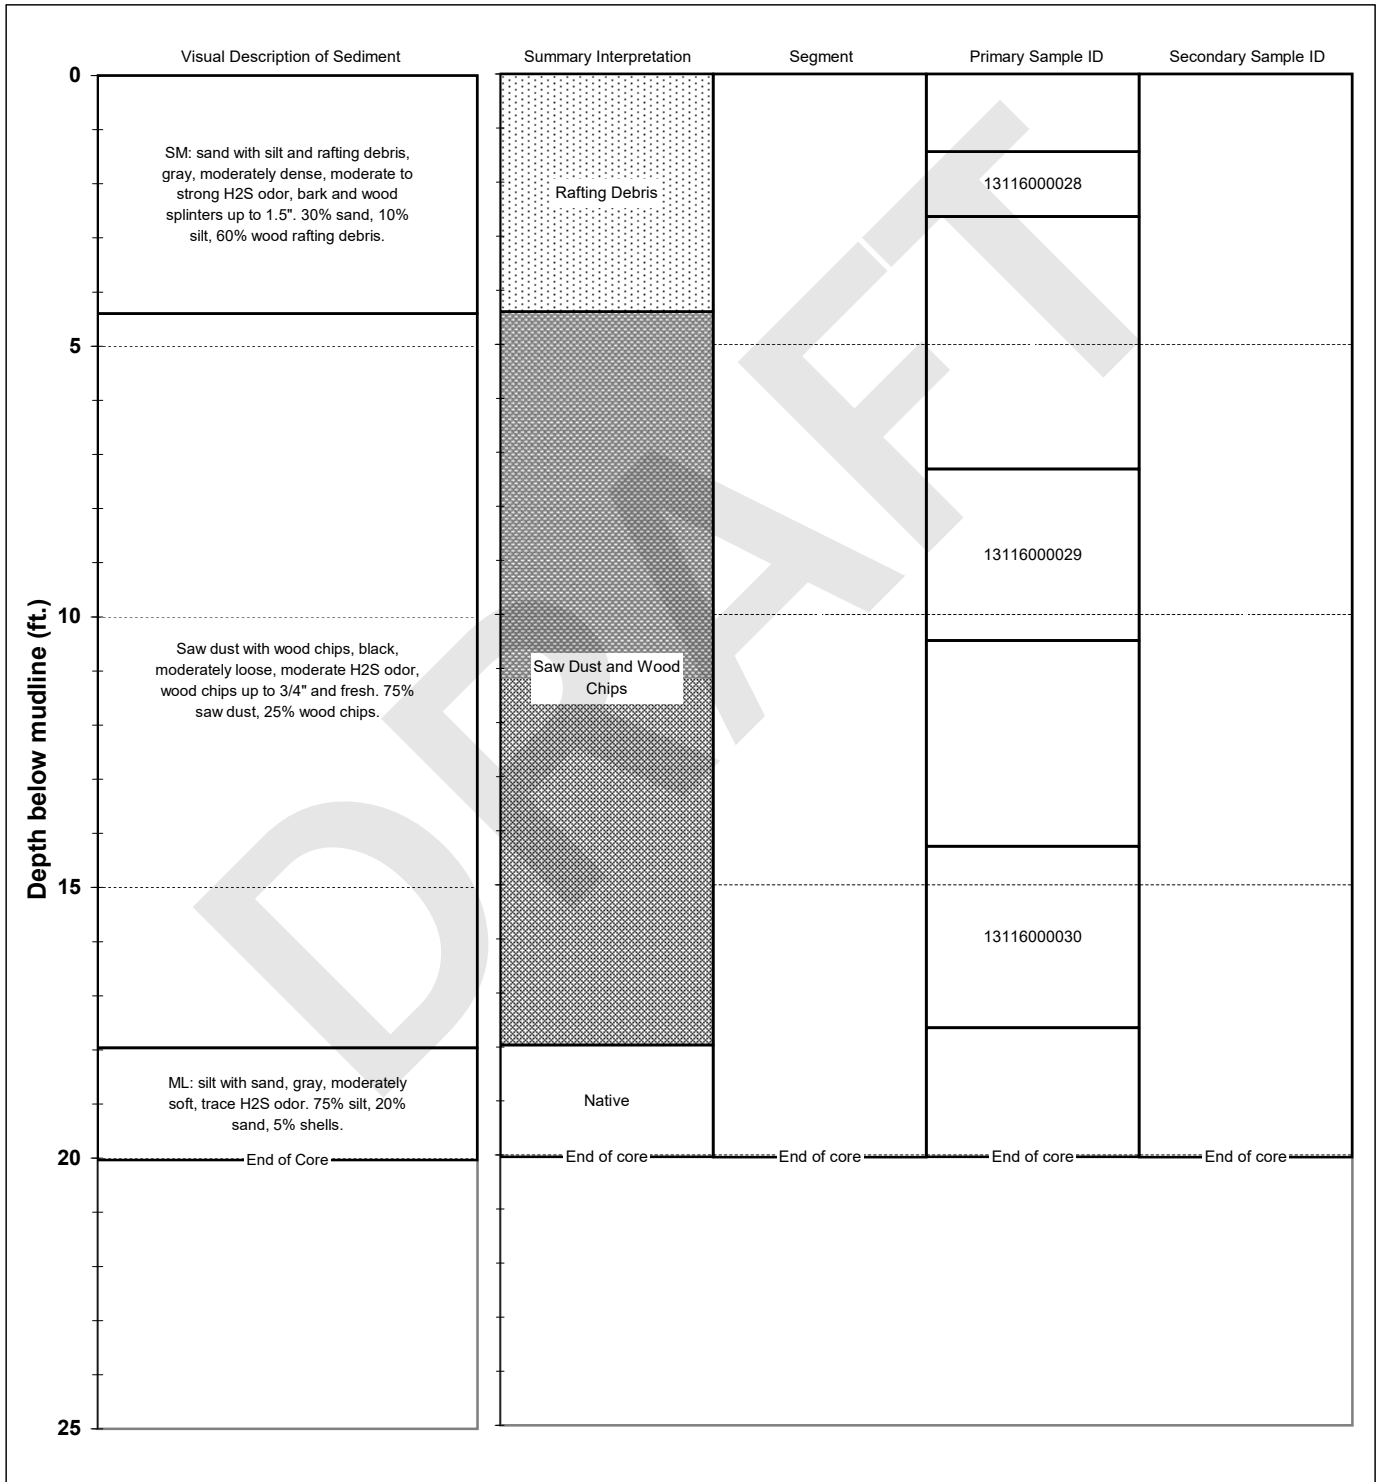 Visual Description of Sediment
Summary Interpretation
Segment
Primary Sample ID
Secondary Sample ID
Depth below mudline (ft.)
0
5
10
15
20
25
SM: sand with silt and rafting debris,
gray, moderately dense, moderate to
strong H2S odor, bark and wood
splinters up to 1.5". 30% sand, 10%
silt, 60% wood rafting debris.
Saw dust with wood chips, black,
moderately loose, moderate H2S odor,
wood chips up to 3/4" and fresh. 75%
saw dust, 25% wood chips.
ML: silt with sand, gray, moderately
soft, trace H2S odor. 75% silt, 20%
sand, 5% shells.
End of Core
Rafting Debris
Saw Dust and Wood
Chips
Native
End of core
End of core
13116000028
13116000029
13116000030
End of core
End of core
DRAFT